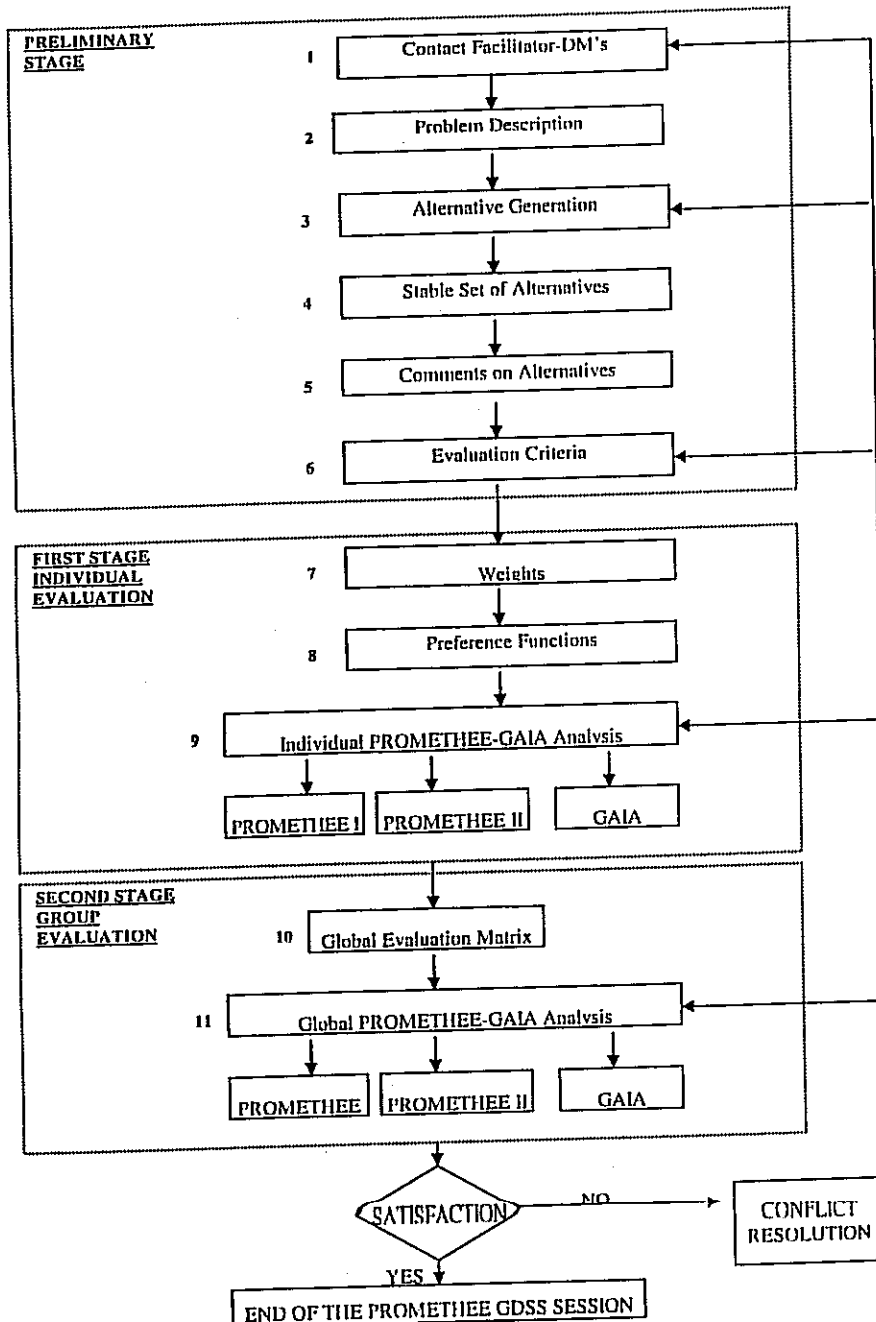 PRELIMINARY
STAGE
1
Contact Facilitator-DM's
2
Problem Description
3
Alternative Generation
4
Stable Set of Alternatives
5
Comments on Alternatives
6
Evaluation Criteria
FIRST STAGE
INDIVIDUAL
EVALUATION
7
Weights
8
Preference Functions
9
Individual PROMETHEE-GAIA Analysis
PROMETHEE I
PROMETHEE II
GAIA
SECOND STAGE
GROUP
EVALUATION
10
Global Evaluation Matrix
11
Global PROMETHEE-GAIA Analysis
PROMETHEE
PROMETHEE II
GAIA
SATISFACTION
NO
CONFLICT
RESOLUTION
YES
END OF THE PROMETHEE GDSS SESSION